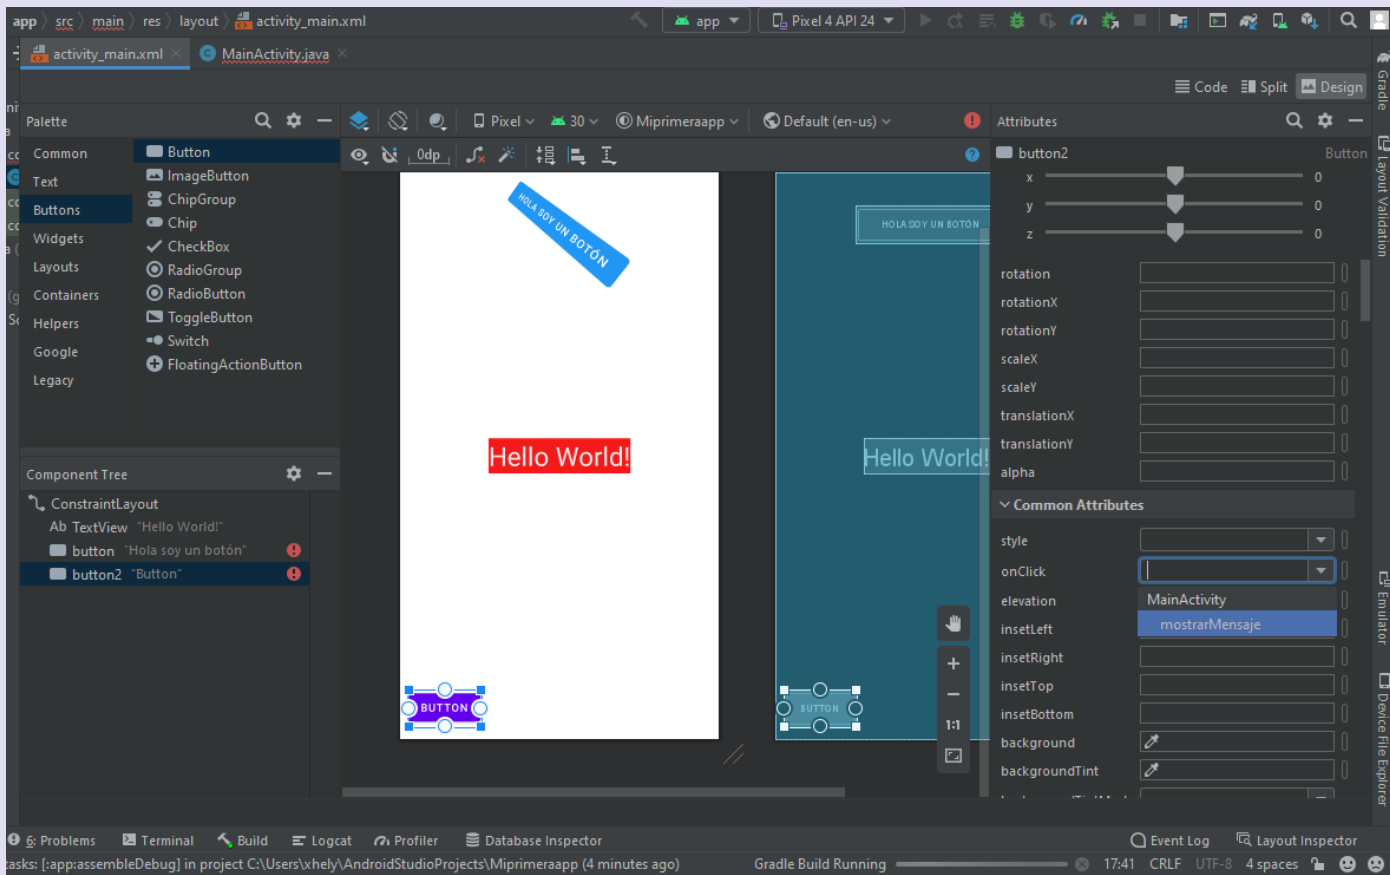 app › src › main › res › layout › activity_main.xml
app
Pixel 4 API 24
activity_main.xml
MainActivity.java
Code
Split
Design
Palette
Pixel
30
Miprimeraapp
Default (en-us)
Attributes
0dp
Common
Text
Buttons
Widgets
Layouts
Containers
Helpers
Google
Legacy
Button
ImageButton
ChipGroup
Chip
CheckBox
RadioGroup
RadioButton
ToggleButton
Switch
FloatingActionButton
Component Tree
ConstraintLayout
Ab TextView "Hello World!"
button "Hola soy un botón"
button2 "Button"
HOLA SOY UN BOTÓN
Hello World!
BUTTON
HOLA SOY UN BOTÓN
Hello World!
BUTTON
1:1
button2
Button
x 0
y 0
z 0
rotation
rotationX
rotationY
scaleX
scaleY
translationX
translationY
alpha
Common Attributes
style
onClick
MainActivity
mostrarMensaje
elevation
insetLeft
insetRight
insetTop
insetBottom
background
backgroundTint
Gradle
Layout Validation
Emulator
Device File Explorer
6: Problems
Terminal
Build
Logcat
Profiler
Database Inspector
Event Log
Layout Inspector
tasks: [:app:assembleDebug] in project C:\Users\xhely\AndroidStudioProjects\Miprimeraapp (4 minutes ago)
Gradle Build Running
17:41 CRLF UTF-8 4 spaces